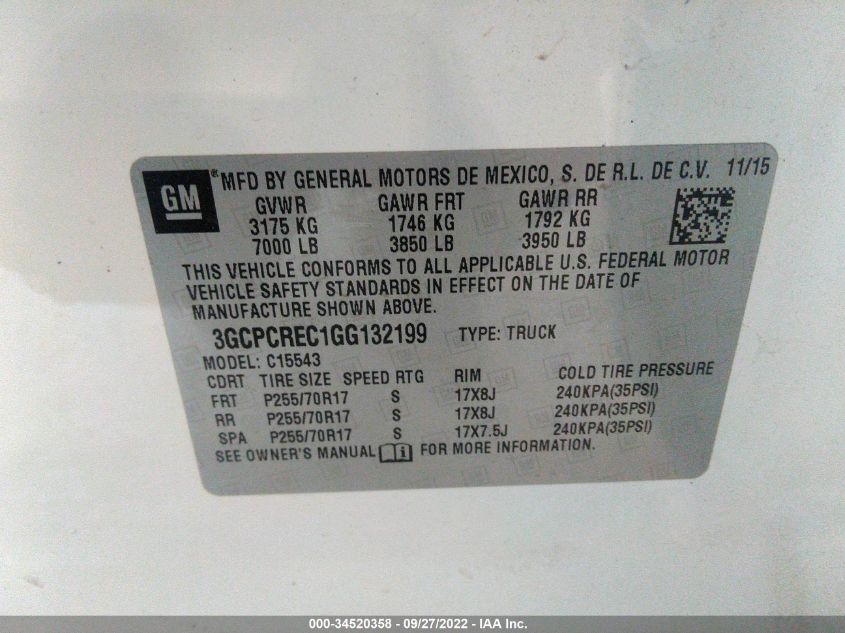 GM ® MFD BY GENERAL MOTORS DE MEXICO, S. DE R.L. DE C.V. 11/15
GVWR GAWR FRT GAWR RR
3175 KG 1746 KG 1792 KG
7000 LB 3850 LB 3950 LB
THIS VEHICLE CONFORMS TO ALL APPLICABLE U.S. FEDERAL MOTOR
VEHICLE SAFETY STANDARDS IN EFFECT ON THE DATE OF
MANUFACTURE SHOWN ABOVE.
3GCPCREC1GG132199 TYPE: TRUCK
MODEL: C15543
CDRT TIRE SIZE SPEED RTG RIM COLD TIRE PRESSURE
FRT P255/70R17 S 17X8J 240KPA(35PSI)
RR P255/70R17 S 17X8J 240KPA(35PSI)
SPA P255/70R17 S 17X7.5J 240KPA(35PSI)
SEE OWNER'S MANUAL FOR MORE INFORMATION.
000-34520358 - 09/27/2022 - IAA Inc.